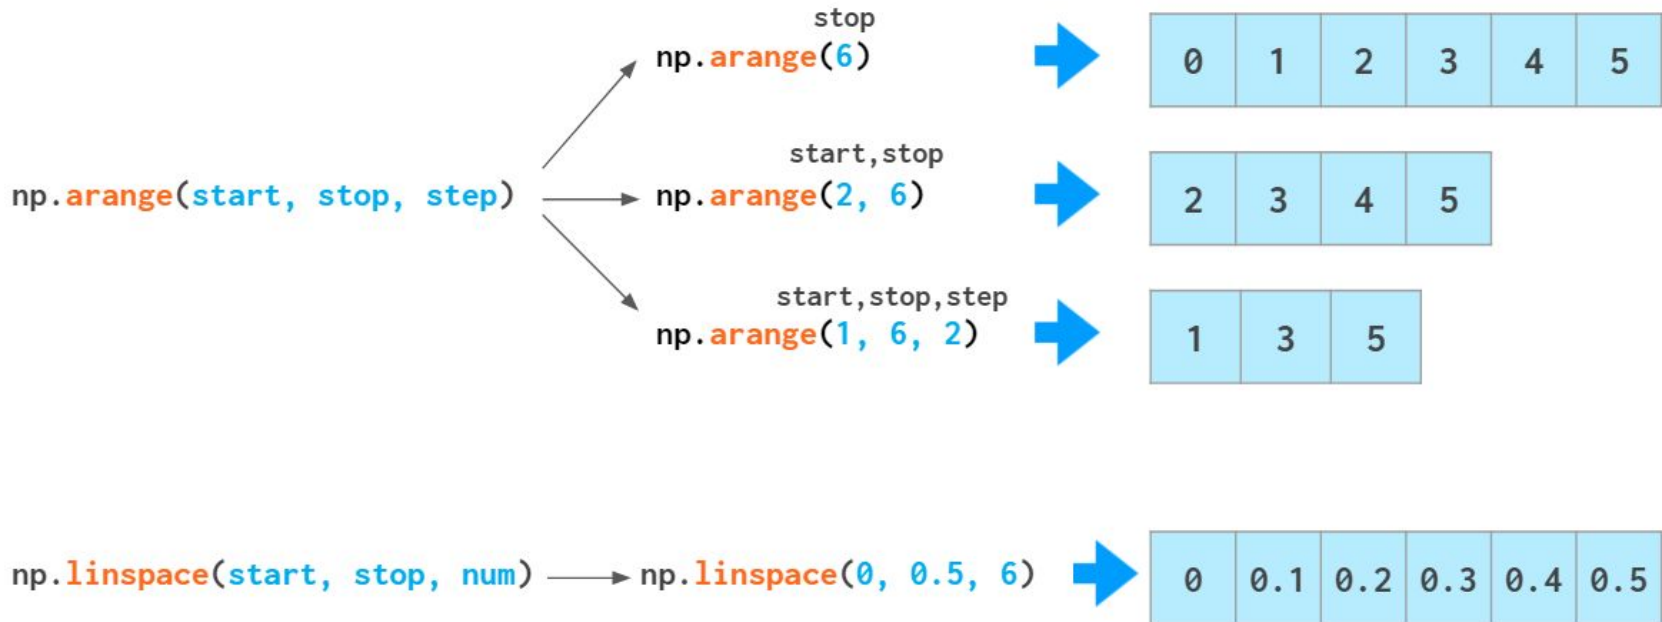 stop
np.arange(6)
0 1 2 3 4 5
np.arange(start, stop, step)
start,stop
np.arange(2, 6)
2 3 4 5
start,stop,step
np.arange(1, 6, 2)
1 3 5
np.linspace(start, stop, num)
np.linspace(0, 0.5, 6)
0 0.1 0.2 0.3 0.4 0.5